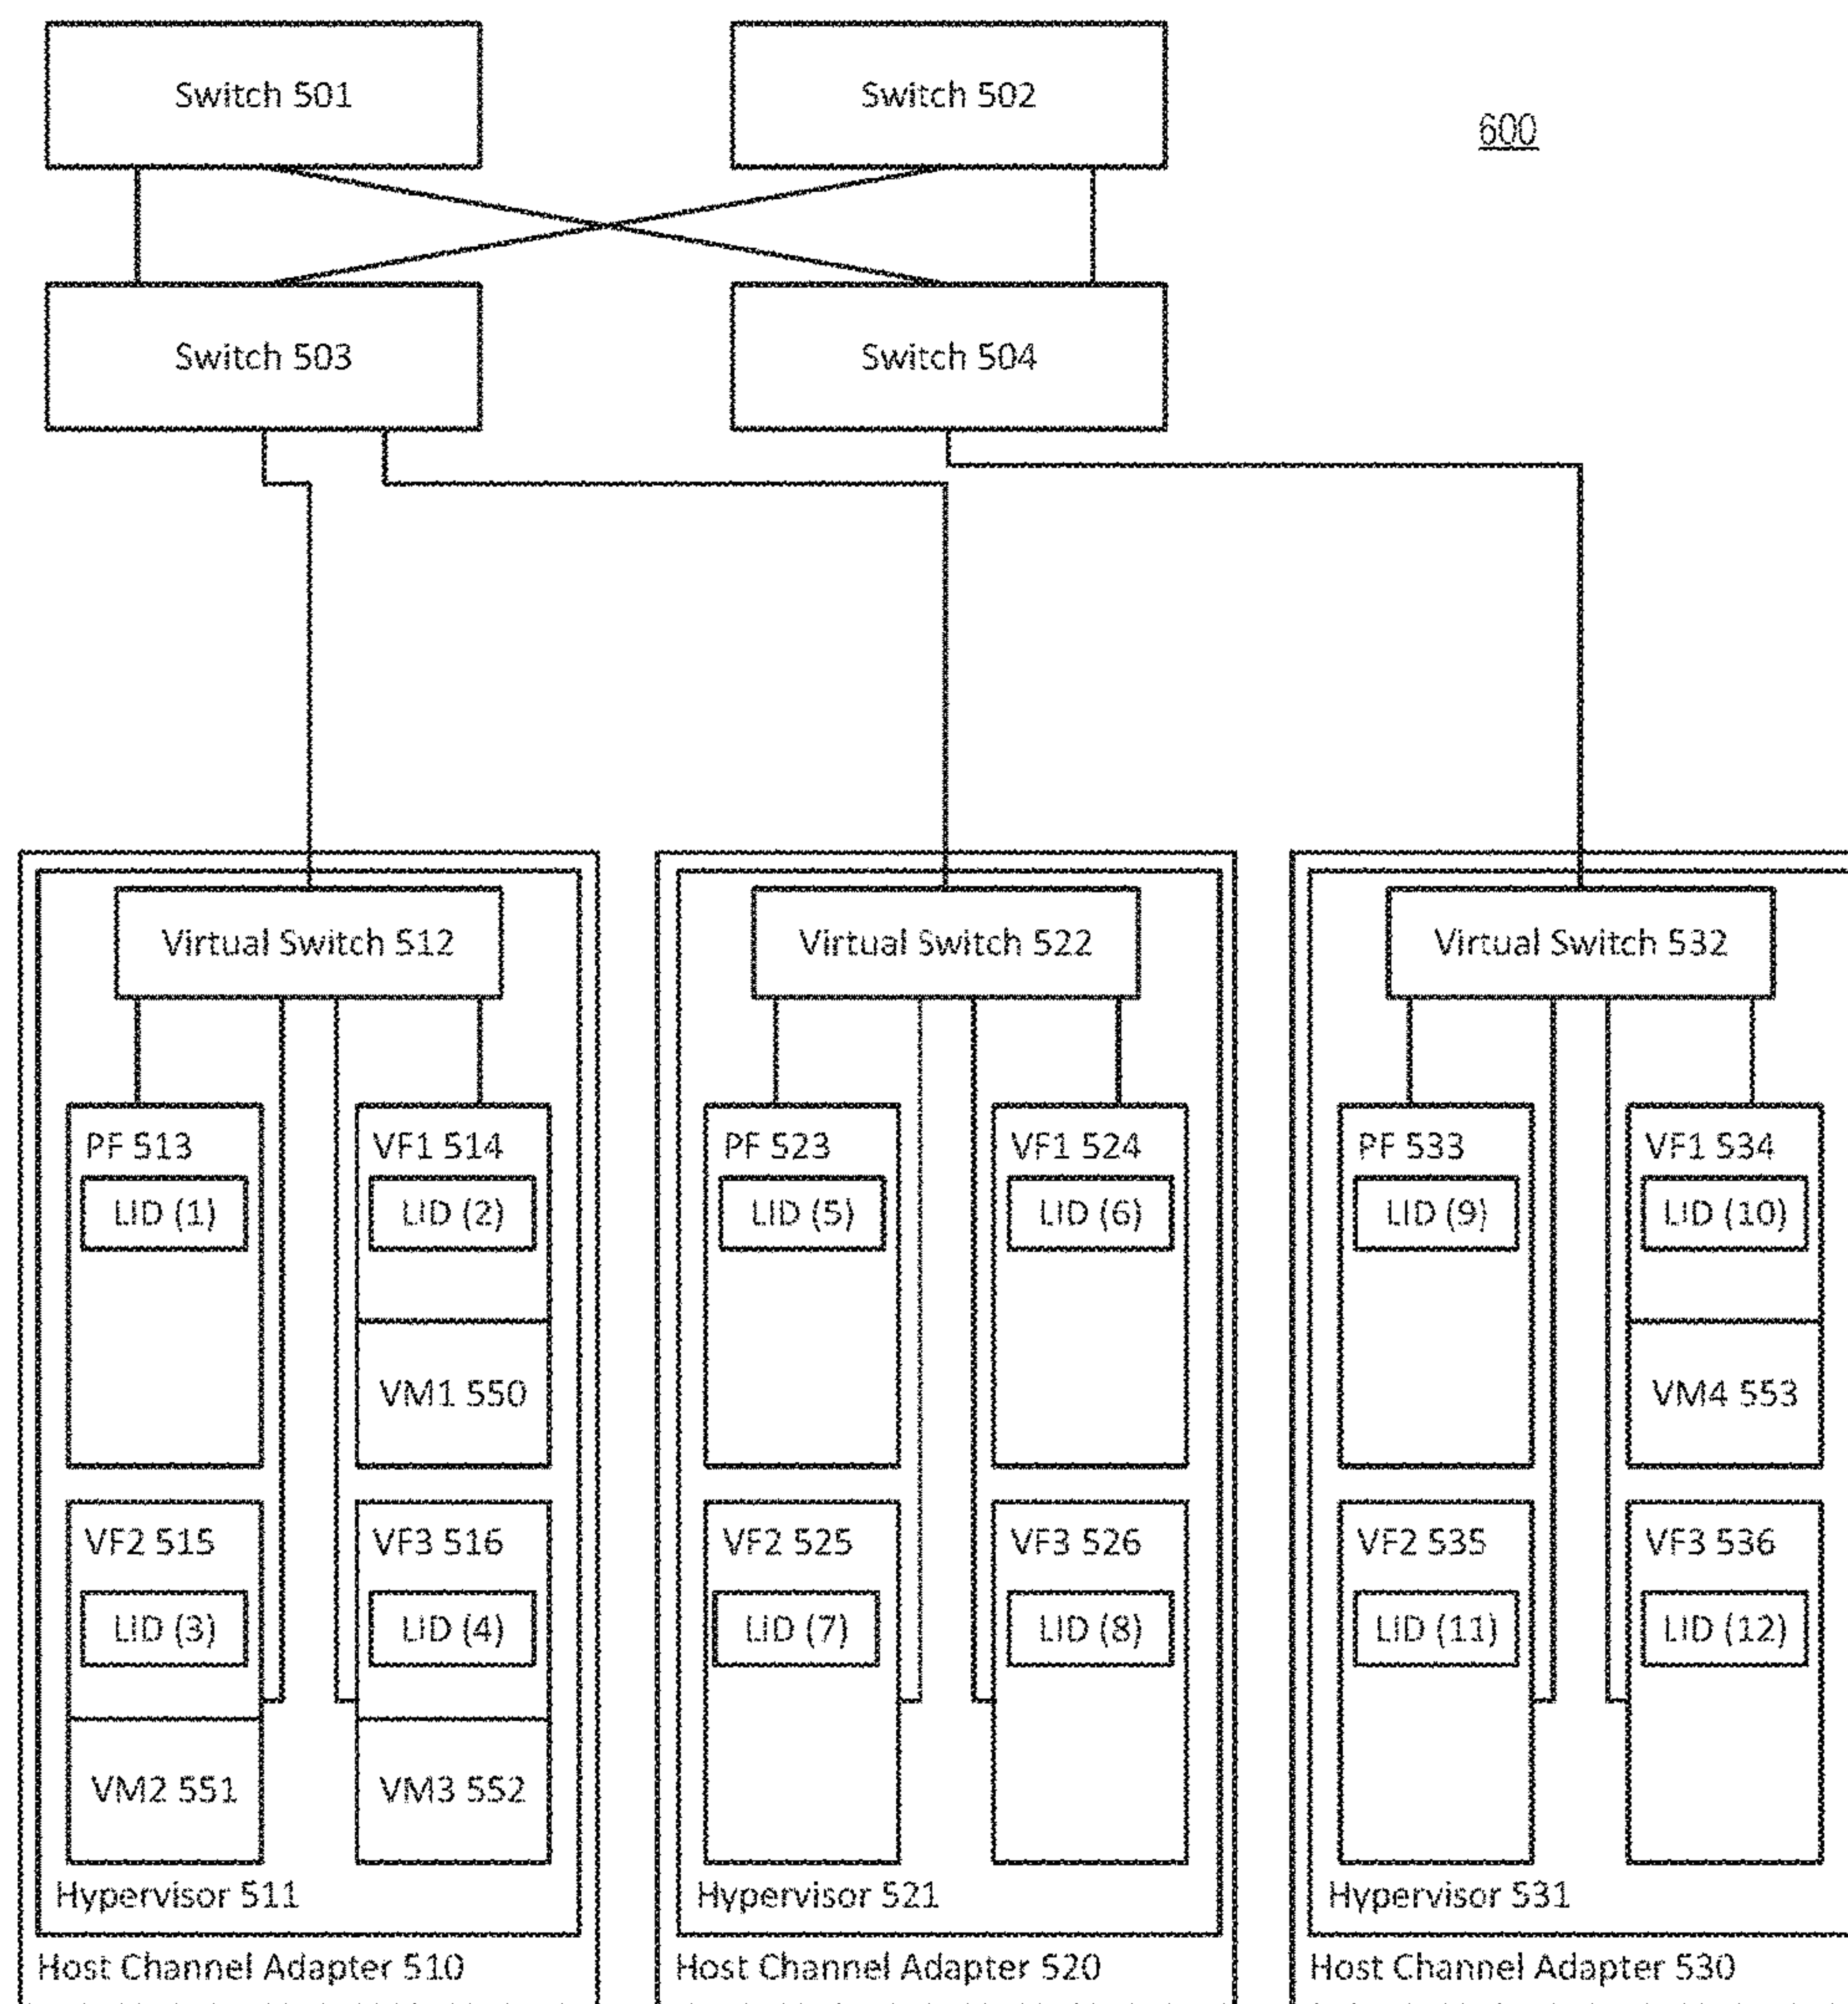 Switch 501
Switch 502
600
Switch 503
Switch 504
Virtual Switch 512
Virtual Switch 522
Virtual Switch 532
PF 513
LID (1)
VF1 514
LID (2)
VM1 550
VF2 515
LID (3)
VM2 551
VF3 516
LID (4)
VM3 552
Hypervisor 511
Host Channel Adapter 510
PF 523
LID (5)
VF1 524
LID (6)
VF2 525
LID (7)
VF3 526
LID (8)
Hypervisor 521
Host Channel Adapter 520
PF 533
LID (9)
VF1 534
LID (10)
VM4 553
VF2 535
LID (11)
VF3 536
LID (12)
Hypervisor 531
Host Channel Adapter 530